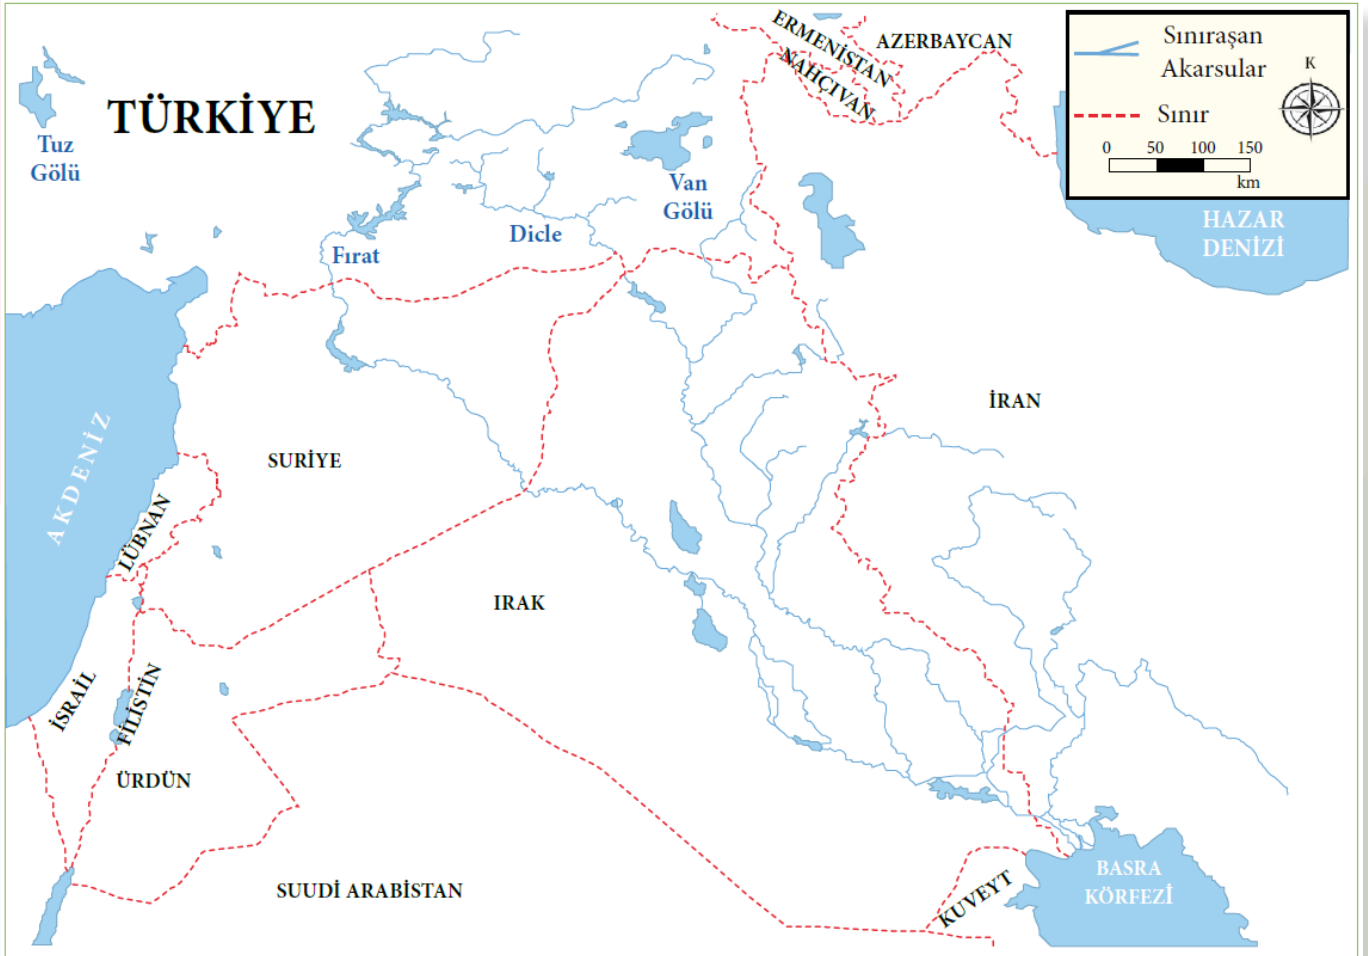 ERMENİSTAN
AZERBAYCAN
NAHÇIVAN
Sınıraşan
Akarsular
K
Sınır
0 50 100 150
km
TÜRKİYE
Tuz
Gölü
Van
Gölü
Dicle
Fırat
HAZAR
DENİZİ
AKDENİZ
SURİYE
İRAN
LÜBNAN
IRAK
İSRAİL
FİLİSTİN
ÜRDÜN
SUUDİ ARABİSTAN
KUVEYT
BASRA
KÖRFEZİ